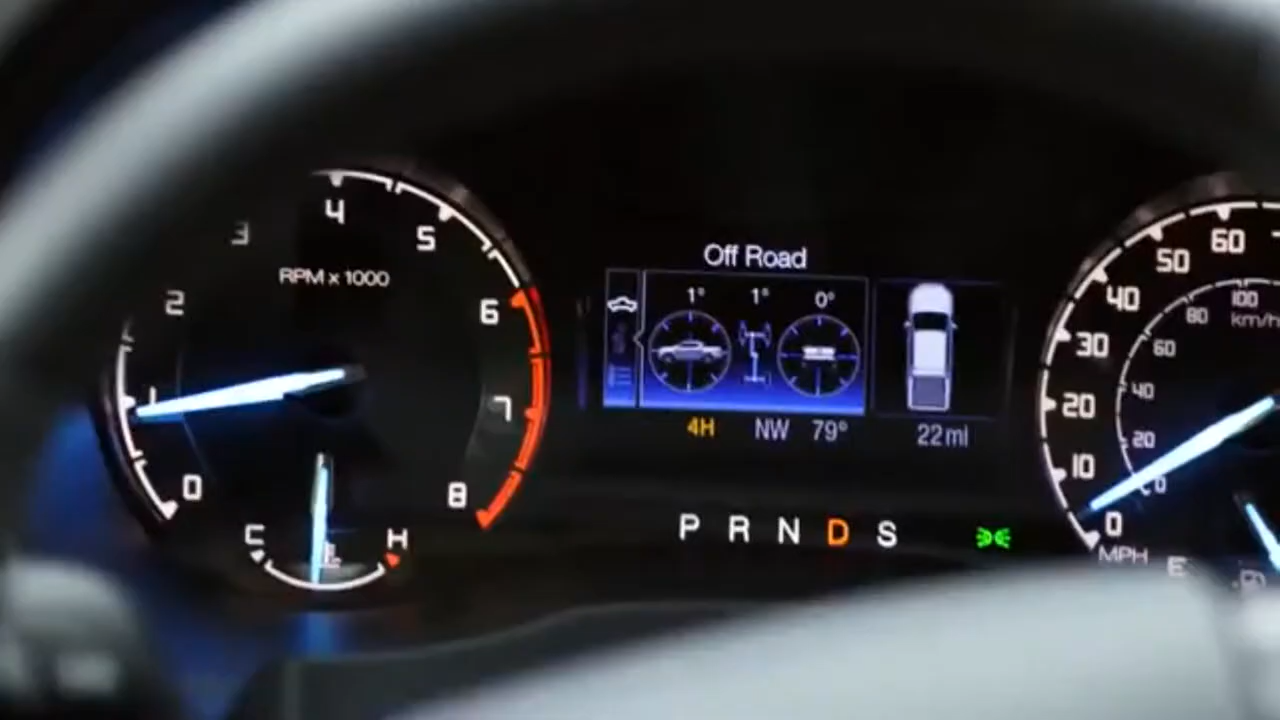 Off Road
1° 1° 0°
4H NW 79° 22 mi
P R N D S
RPM x 1000
0 1 2 3 4 5 6 7 8
C H
0 10 20 30 40 50 60
MPH
0 20 40 60 80 100
km/h
E